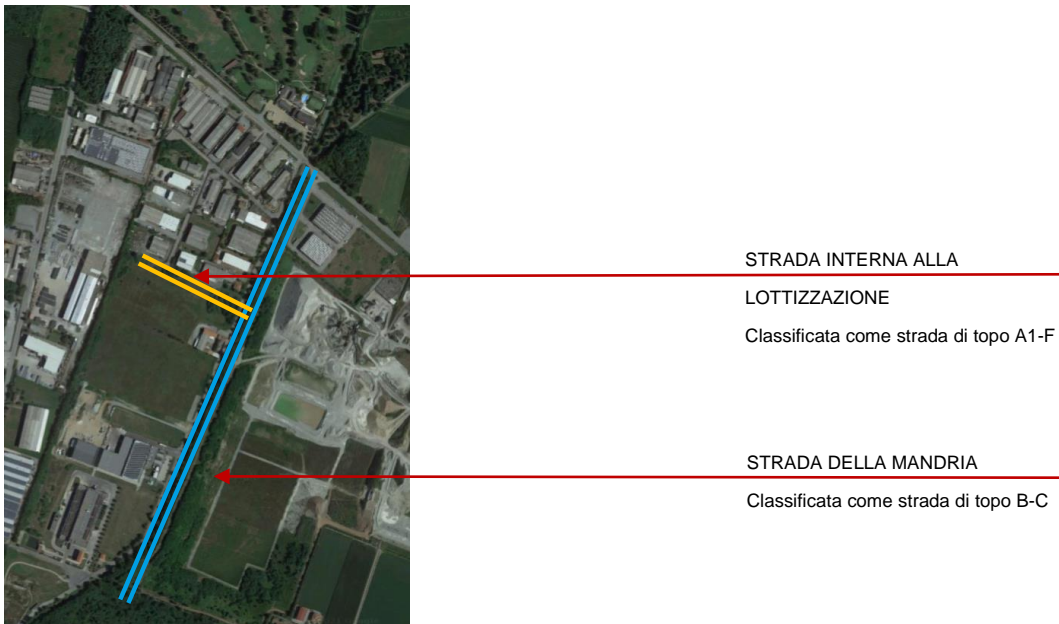 STRADA INTERNA ALLA
LOTTIZZAZIONE
Classificata come strada di topo A1-F
STRADA DELLA MANDRIA
Classificata come strada di topo B-C